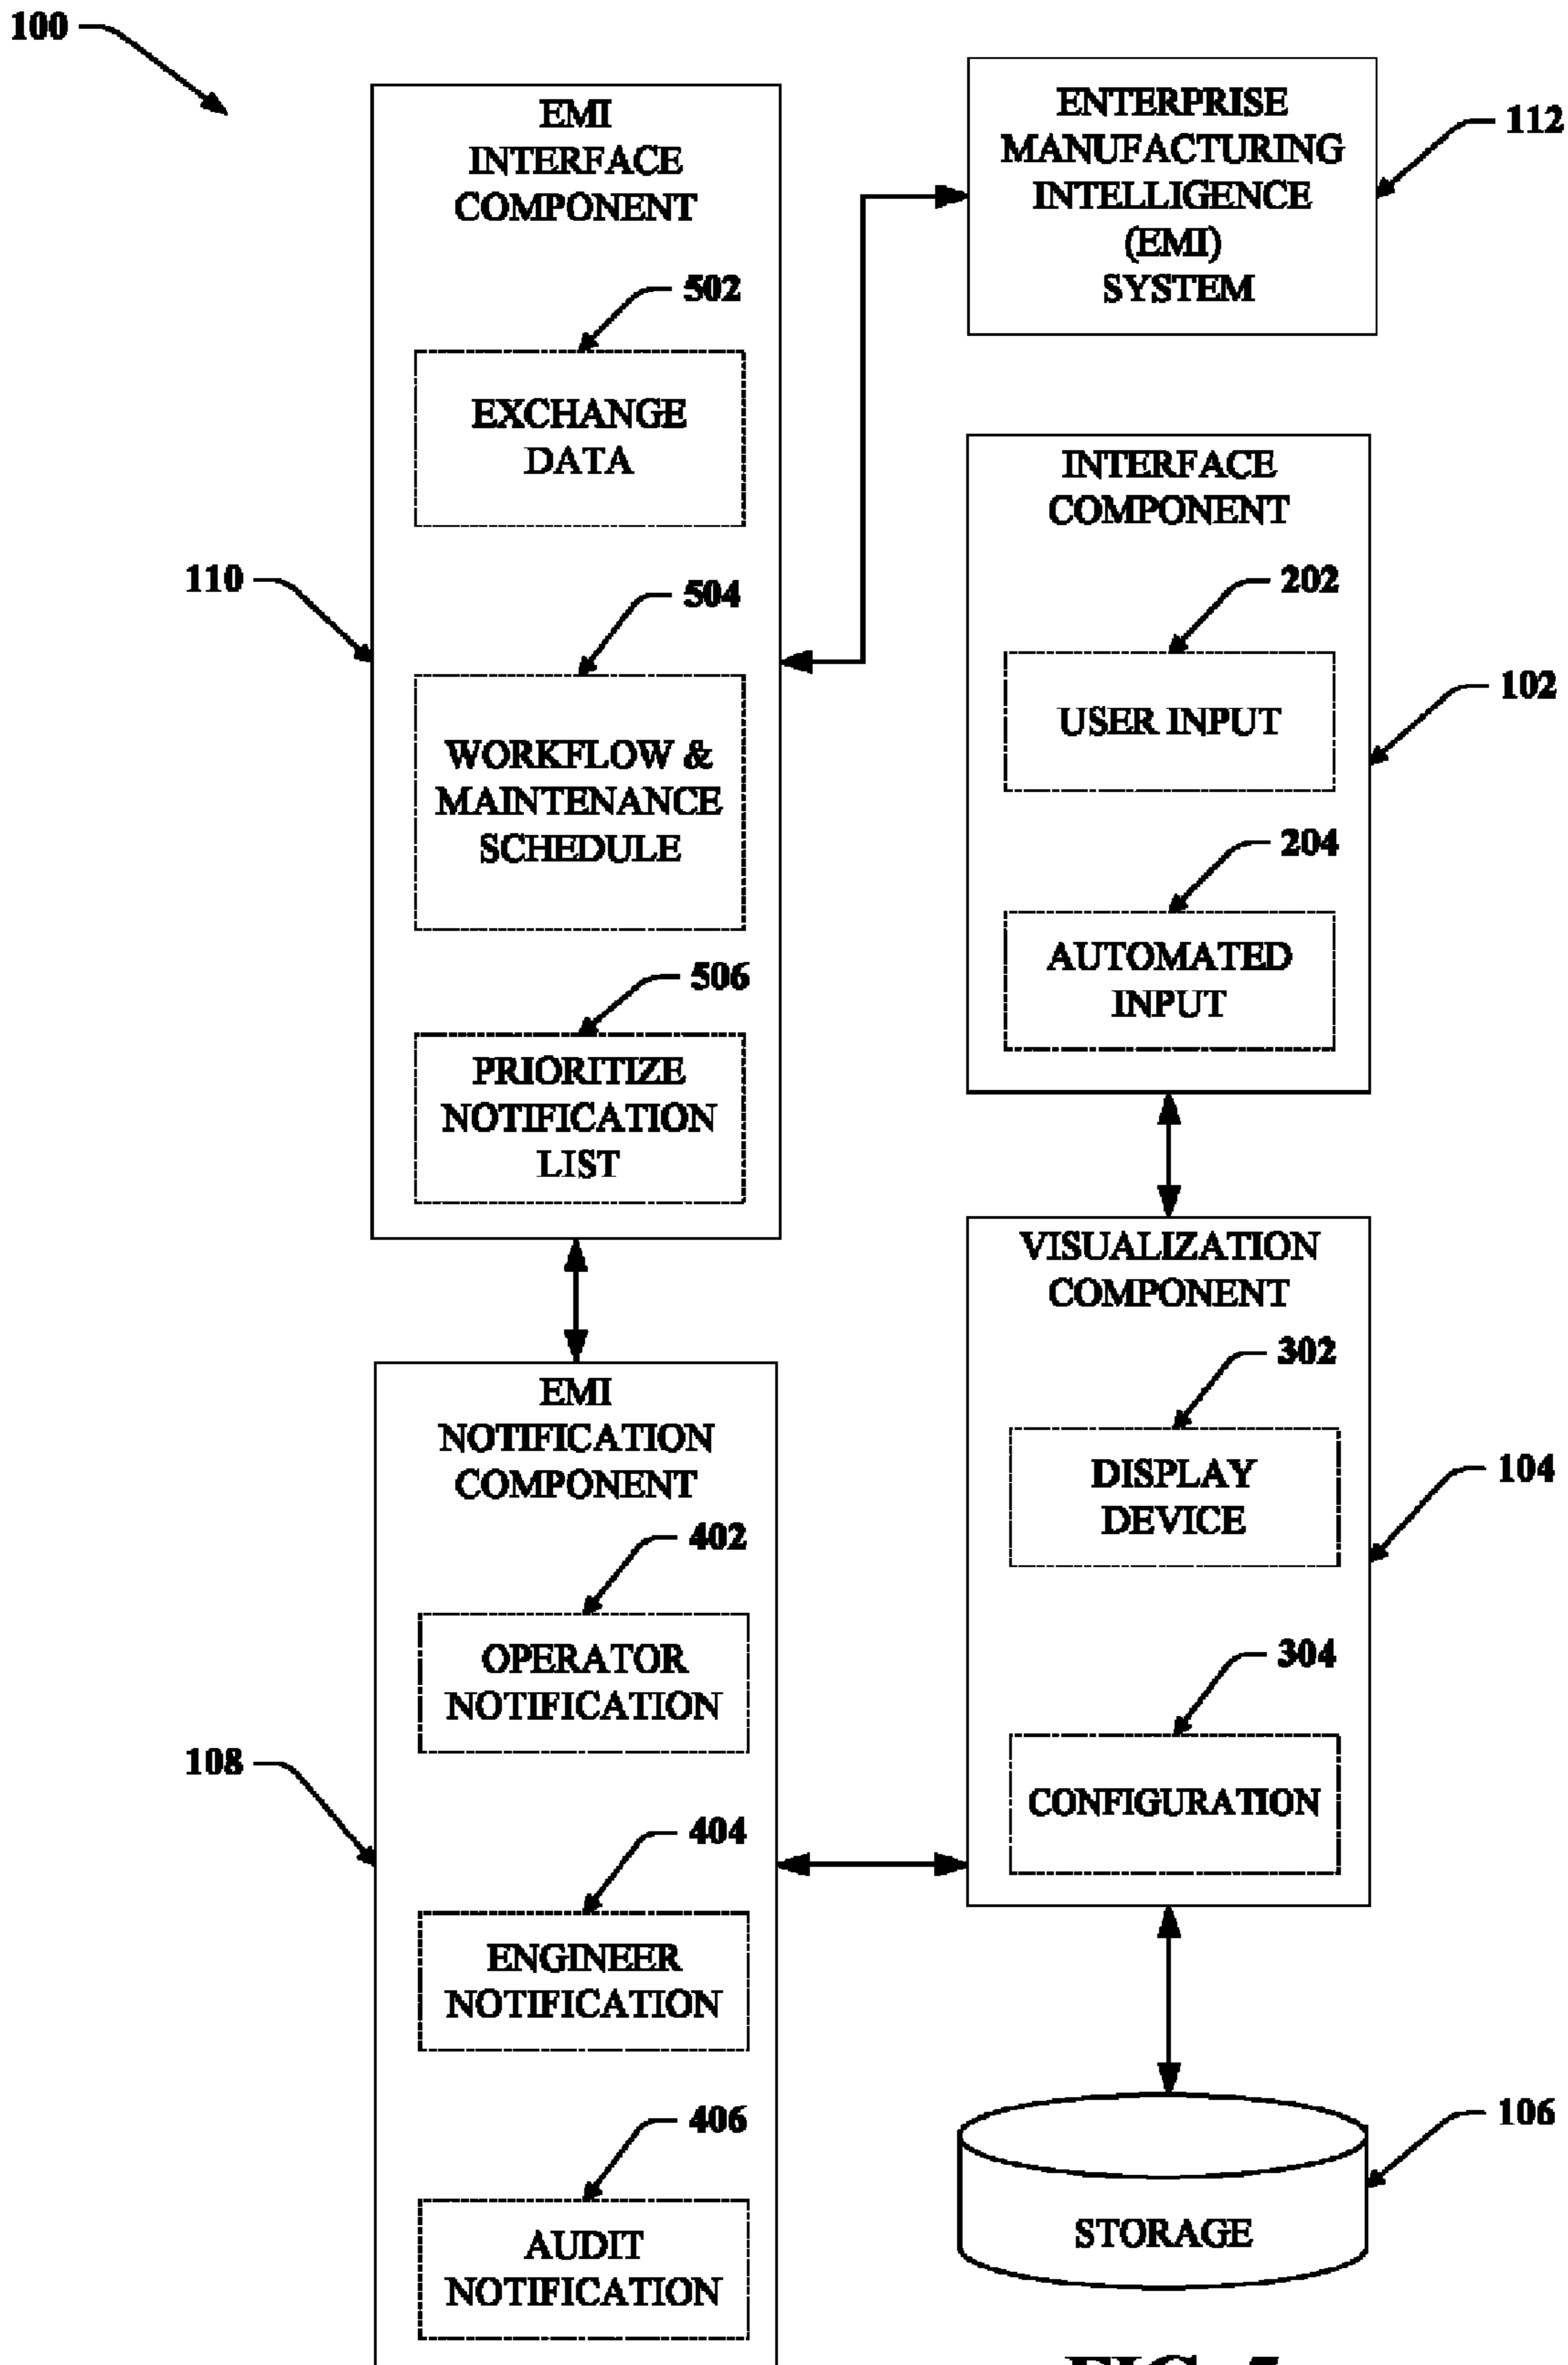 100
EMI
INTERFACE
COMPONENT
502
EXCHANGE
DATA
110
504
WORKFLOW &
MAINTENANCE
SCHEDULE
506
PRIORITIZE
NOTIFICATION
LIST
EMI
NOTIFICATION
COMPONENT
402
OPERATOR
NOTIFICATION
108
404
ENGINEER
NOTIFICATION
406
AUDIT
NOTIFICATION
ENTERPRISE
MANUFACTURING
INTELLIGENCE
(EMI)
SYSTEM
112
INTERFACE
COMPONENT
202
USER INPUT
102
204
AUTOMATED
INPUT
VISUALIZATION
COMPONENT
302
DISPLAY
DEVICE
104
304
CONFIGURATION
106
STORAGE